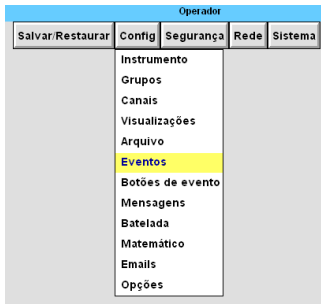 Operador
Salvar/Restaurar Config Segurança Rede Sistema
Instrumento
Grupos
Canais
Visualizações
Arquivo
Eventos
Botões de evento
Mensagens
Batelada
Matemático
Emails
Opções